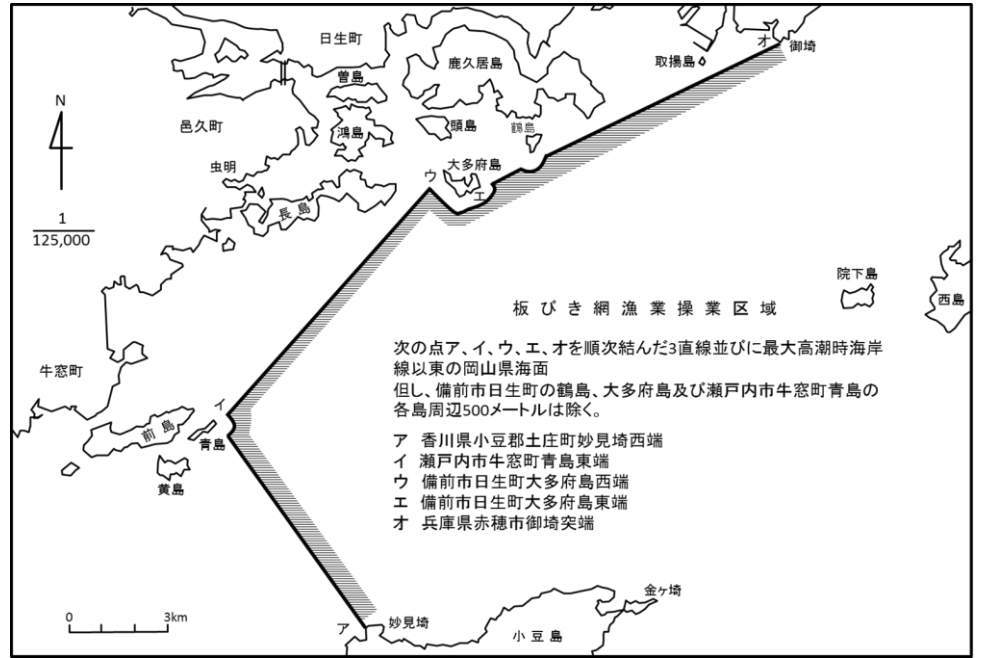 日生町
鹿久居島
取揚島
オ
御埼
曽島
N
邑久町
鴻島
頭島
鶴島
虫明
大多府島
ウ
エ
長島
1
125,000
院下島
西島
板びき網漁業操業区域
次の点ア、イ、ウ、エ、オを順次結んだ3直線並びに最大高潮時海岸
線以東の岡山県海面
但し、備前市日生町の鶴島、大多府島及び瀬戸内市牛窓町青島の
各島周辺500メートルは除く。
牛窓町
イ
前島
青島
黄島
ア 香川県小豆郡土庄町妙見埼西端
イ 瀬戸内市牛窓町青島東端
ウ 備前市日生町大多府島西端
エ 備前市日生町大多府島東端
オ 兵庫県赤穂市御埼突端
金ヶ埼
0 3km
ア
妙見埼
小豆島